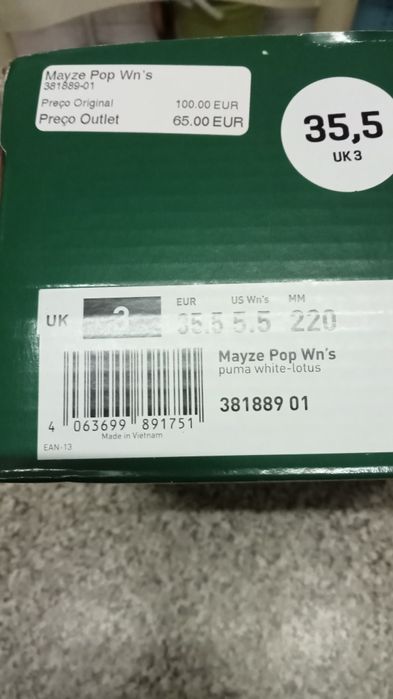 Mayze Pop Wn's
381889-01
Preço Original 100.00 EUR
Preço Outlet 65.00 EUR
35,5
UK 3
EUR US Wn's MM
UK 3 35.5 5.5 220
Mayze Pop Wn's
puma white-lotus
381889 01
4 063699 891751
Made in Vietnam
EAN-13